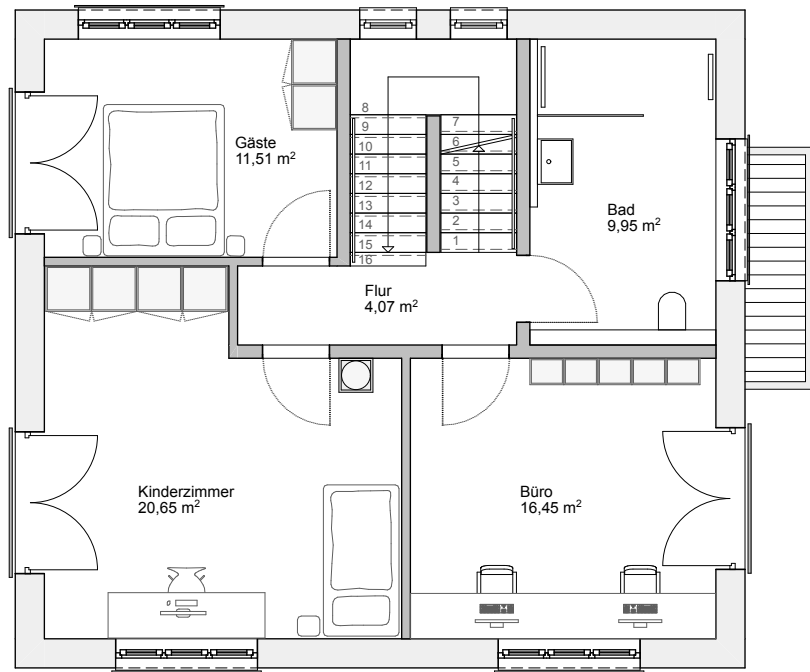 Gäste
11,51 m²
8
9
10
11
12
13
14
15
16
7
6
5
4
3
2
1
Bad
9,95 m²
Flur
4,07 m²
Kinderzimmer
20,65 m²
Büro
16,45 m²